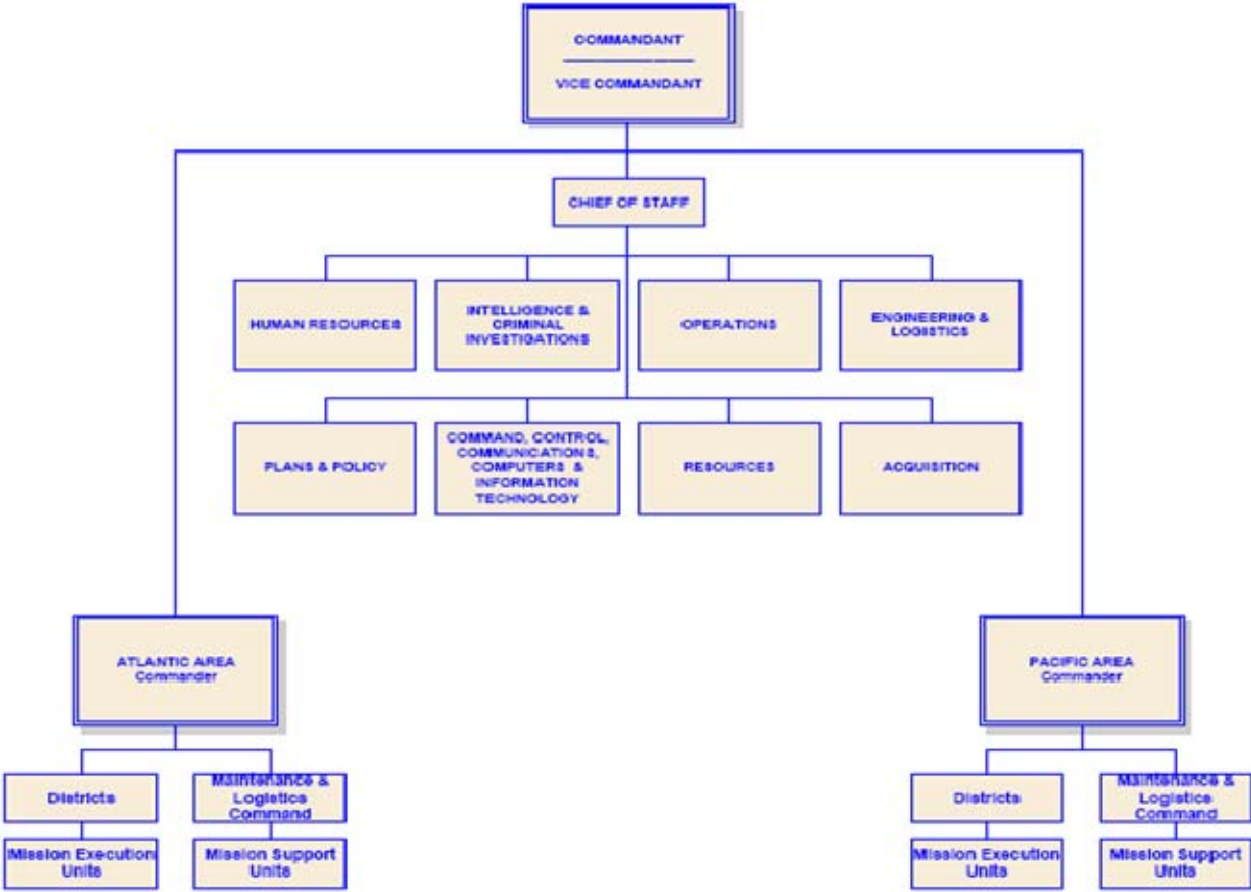 COMMANDANT
VICE COMMANDANT
CHIEF OF STAFF
HUMAN RESOURCES
INTELLIGENCE &
CRIMINAL
INVESTIGATIONS
OPERATIONS
ENGINEERING &
LOGISTICS
PLANS & POLICY
COMMAND, CONTROL,
COMMUNICATIONS,
COMPUTERS &
INFORMATION
TECHNOLOGY
RESOURCES
ACQUISITION
ATLANTIC AREA
Commander
PACIFIC AREA
Commander
Districts
Maintenance &
Logistics
Command
Mission Execution
Units
Mission Support
Units
Districts
Maintenance &
Logistics
Command
Mission Execution
Units
Mission Support
Units